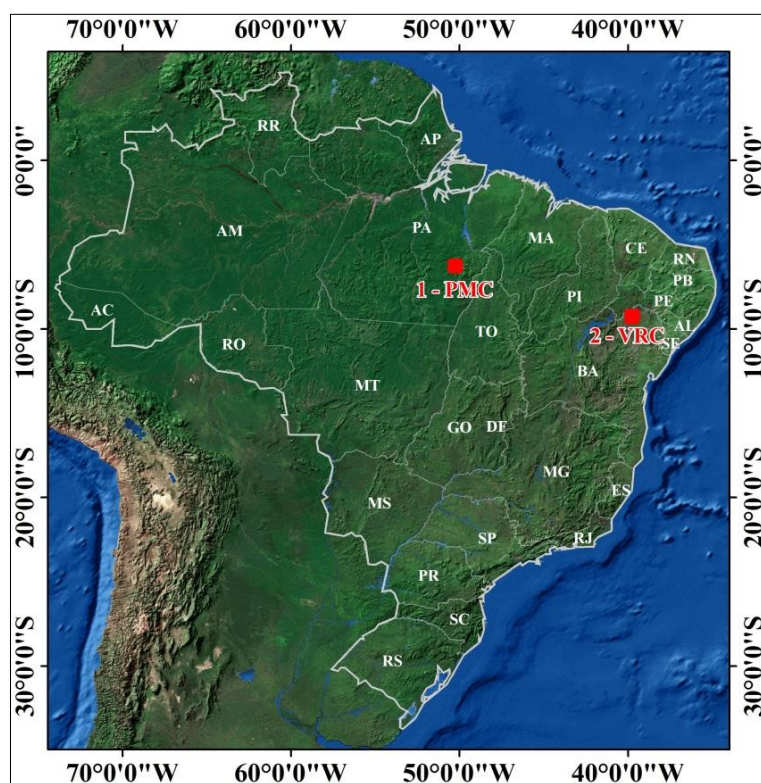 70°0'0"W 60°0'0"W 50°0'0"W 40°0'0"W
0°0'0"
0°0'0"
RR
AP
AM
PA
MA
CE
RN
PB
1 - PMC
PI
PE
AC
10°0'0"S
10°0'0"S
2 - VRC
AL
RO
TO
SE
BA
MT
GO
DF
MG
ES
MS
20°0'0"S
20°0'0"S
SP
RJ
PR
SC
RS
30°0'0"S
30°0'0"S
70°0'0"W 60°0'0"W 50°0'0"W 40°0'0"W